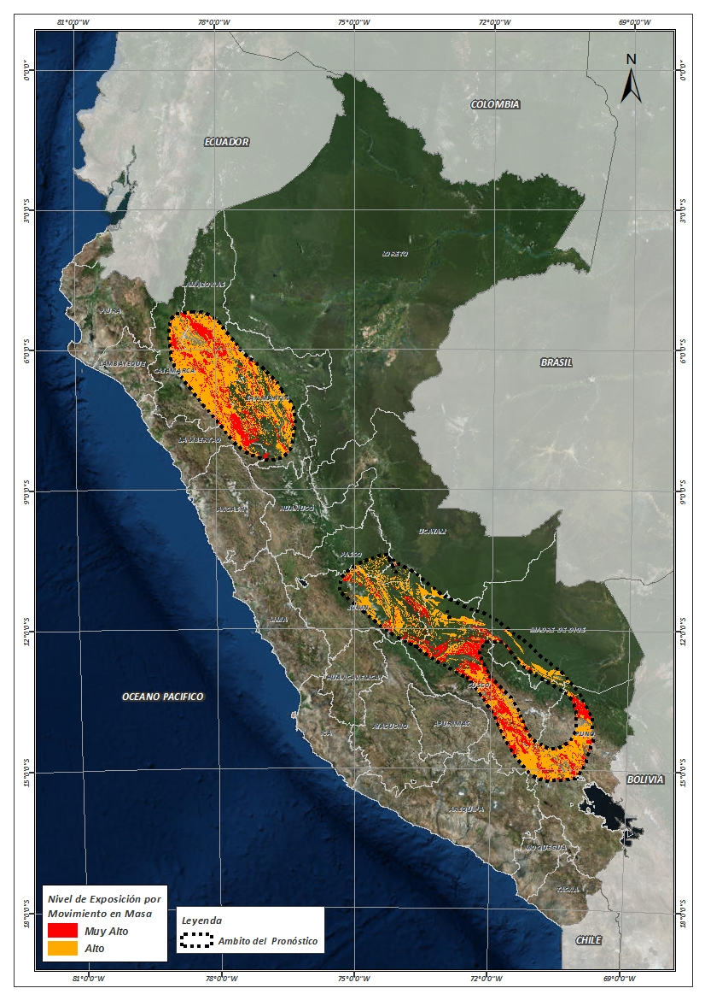 81°0'0"W 78°0'0"W 75°0'0"W 72°0'0"W 69°0'0"W
N
0°0'0" 0°0'0"
COLOMBIA
ECUADOR
3°0'0"S 3°0'0"S
LORETO
AMAZONAS
PIURA
6°0'0"S 6°0'0"S
LAMBAYEQUE
CAJAMARCA
BRASIL
SAN MARTIN
LA LIBERTAD
9°0'0"S 9°0'0"S
ANCASH
HUANUCO
UCAYALI
PASCO
JUNIN
LIMA
12°0'0"S 12°0'0"S
MADRE DE DIOS
HUANCAVELICA
CUSCO
OCEANO PACIFICO
AYACUCHO
APURIMAC
ICA
PUNO
15°0'0"S 15°0'0"S
BOLIVIA
AREQUIPA
MOQUEGUA
TACNA
18°0'0"S 18°0'0"S
CHILE
Nivel de Exposición por
Movimiento en Masa
Muy Alto
Alto
Leyenda
Ambito del Pronóstico
81°0'0"W 78°0'0"W 75°0'0"W 72°0'0"W 69°0'0"W